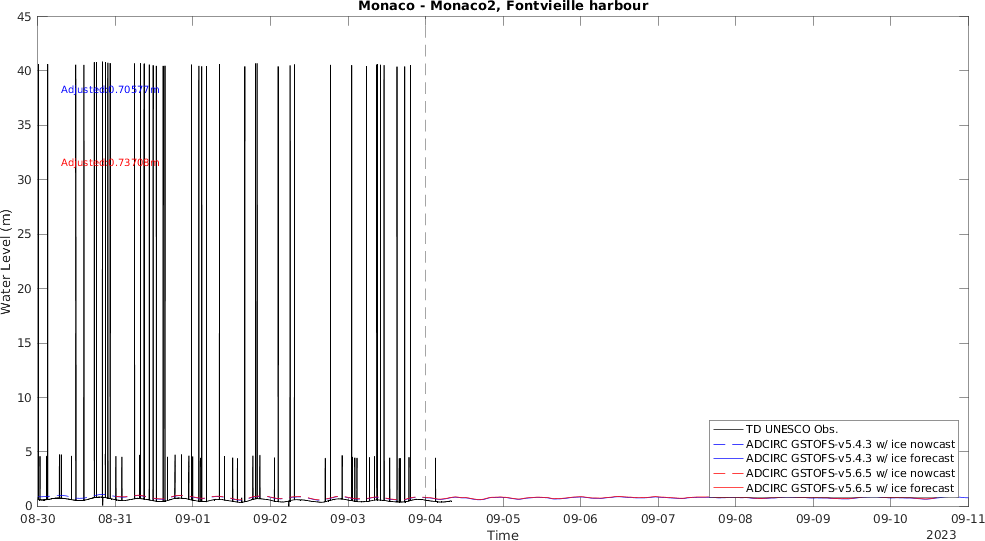 Monaco - Monaco2, Fontvieille harbour
45
40
35
30
25
20
15
10
5
0
Water Level (m)
Adjusted:0.70577m
Adjusted:0.73708m
TD UNESCO Obs.
ADCIRC GSTOFS-v5.4.3 w/ ice nowcast
ADCIRC GSTOFS-v5.4.3 w/ ice forecast
ADCIRC GSTOFS-v5.6.5 w/ ice nowcast
ADCIRC GSTOFS-v5.6.5 w/ ice forecast
08-30 08-31 09-01 09-02 09-03 09-04 09-05 09-06 09-07 09-08 09-09 09-10 09-11
Time
2023